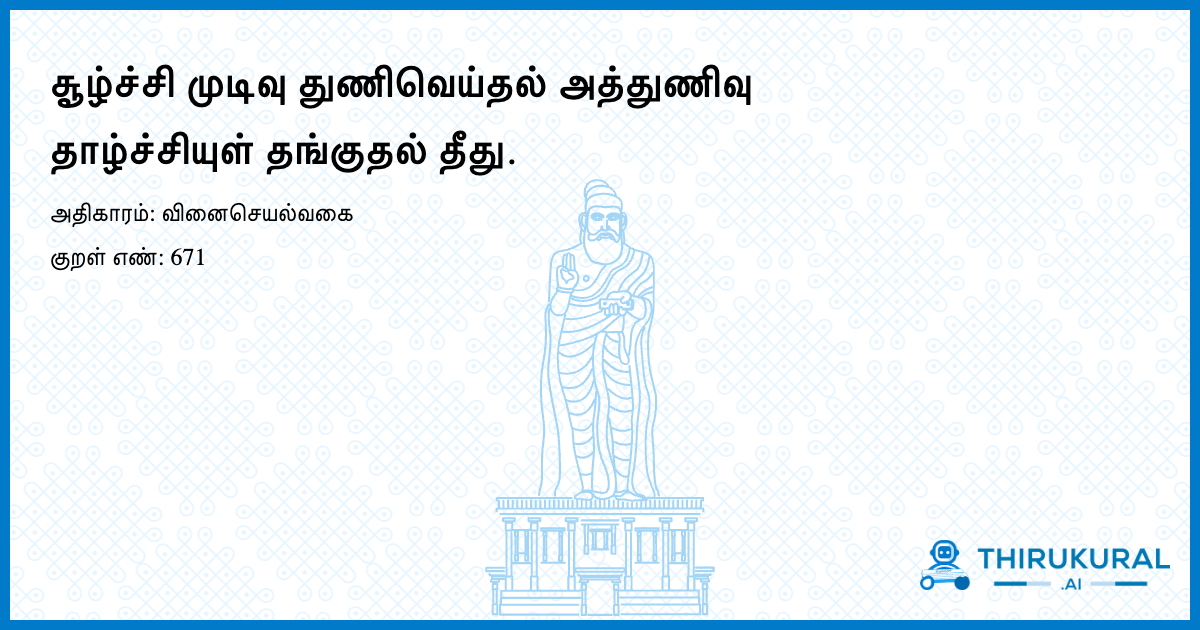 சூழ்ச்சி முடிவு துணிவெய்தல் அத்துணிவு
தாழ்ச்சியுள் தங்குதல் தீது.
அதிகாரம்: வினைசெயல்வகை
குறள் எண்: 671
THIRUKURAL
.AI